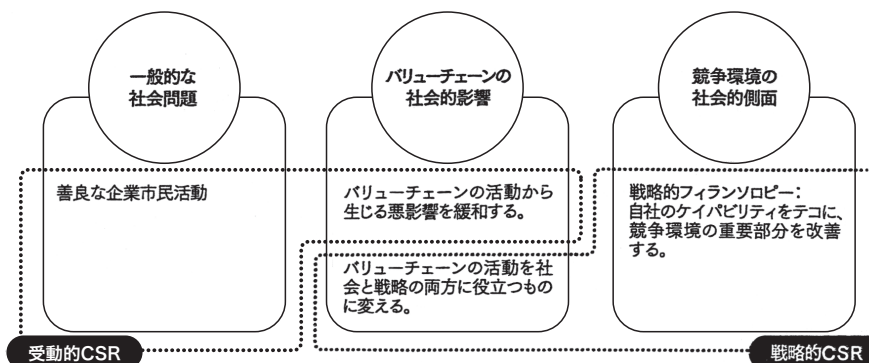 一般的な
社会問題
バリューチェーンの
社会的影響
競争環境の
社会的側面
善良な企業市民活動
バリューチェーンの活動から
生じる悪影響を緩和する。
バリューチェーンの活動を社
会と戦略の両方に役立つもの
に変える。
戦略的フィランソロピー：
自社のケイパビリティをテコに、
競争環境の重要部分を改善
する。
受動的CSR
戦略的CSR